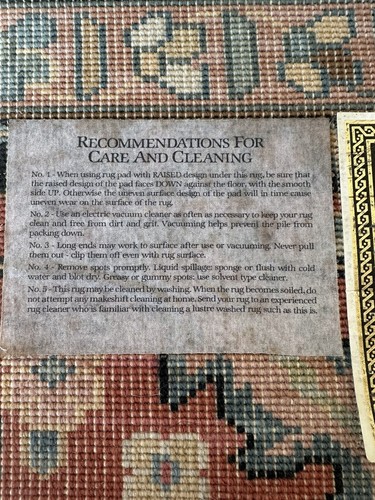 RECOMMENDATIONS FOR
CARE AND CLEANING
No. 1 - When using rug pad with RAISED design under this rug, be sure that
the raised design of the pad faces DOWN against the floor, with the smooth
side UP. Otherwise the uneven surface design of the pad will in time cause
uneven wear on the surface of the rug.
No. 2 - Use an electric vacuum cleaner as often as necessary to keep your rug
clean and free from dirt and grit. Vacuuming helps prevent the pile from
packing down.
No. 3 - Long ends may work to surface after use or vacuuming. Never pull
them out - clip them off even with rug surface.
No. 4 - Remove spots promptly. Liquid spillage: sponge or flush with cold
water and blot dry. Greasy or gummy spots: use solvent type cleaner.
No. 5 - This rug may be cleaned by washing. When the rug becomes soiled, do
not attempt any makeshift cleaning at home. Send your rug to an experienced
rug cleaner who is familiar with cleaning a lustre washed rug such as this is.